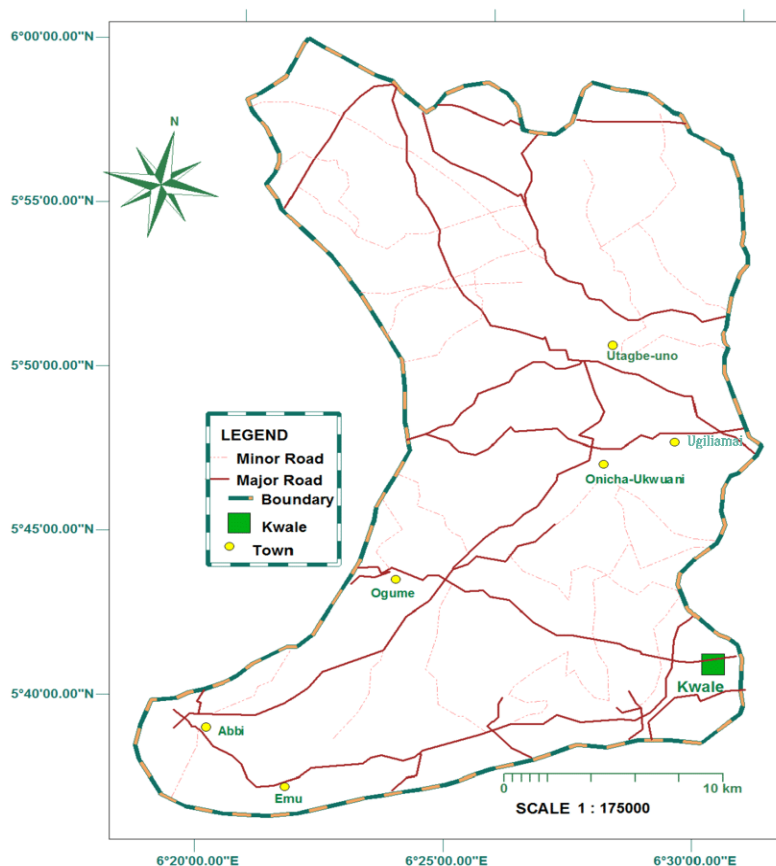 6°00'00.00"N
N
5°55'00.00"N
5°50'00.00"N
Utagbe-uno
LEGEND
Minor Road
Major Road
Boundary
Kwale
Town
Ugiliamai
Onicha-Ukwuani
5°45'00.00"N
Ogume
5°40'00.00"N
Kwale
Abbi
Emu
0 10 km
SCALE 1 : 175000
6°20'00.00"E 6°25'00.00"E 6°30'00.00"E